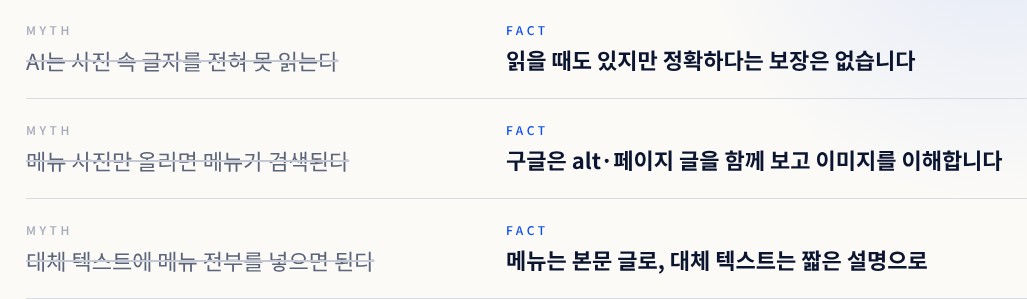 MYTH
AI는 사진 속 글자를 전혀 못 읽는다
FACT
읽을 때도 있지만 정확하다는 보장은 없습니다
MYTH
메뉴 사진만 올리면 메뉴가 검색된다
FACT
구글은 alt·페이지 글을 함께 보고 이미지를 이해합니다
MYTH
대체 텍스트에 메뉴 전부를 넣으면 된다
FACT
메뉴는 본문 글로, 대체 텍스트는 짧은 설명으로